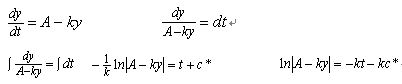 dy/dt = A − ky    dy/(A-ky) = dt↵
∫ dy/(A-ky) = ∫ dt   −(1/k) ln|A − ky| = t + c*    ln|A − ky| = −kt − kc*